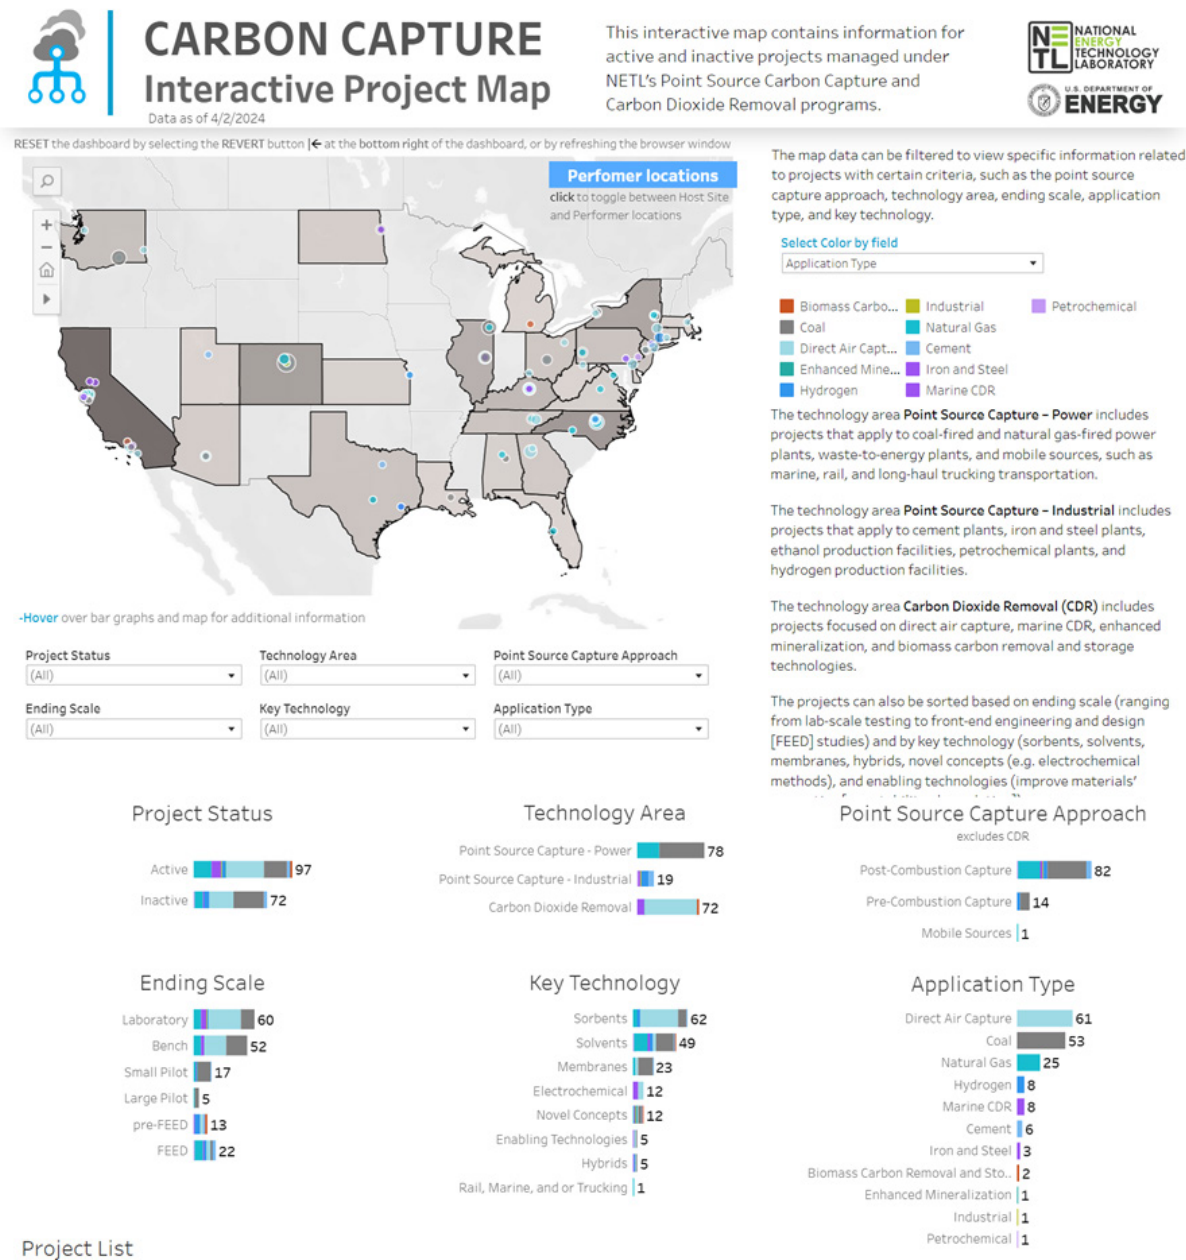 CARBON CAPTURE
Interactive Project Map
Data as of 4/2/2024
This interactive map contains information for
active and inactive projects managed under
NETL's Point Source Carbon Capture and
Carbon Dioxide Removal programs.
NETL
NATIONAL
ENERGY
TECHNOLOGY
LABORATORY
U.S. DEPARTMENT OF
ENERGY
RESET the dashboard by selecting the REVERT button |← at the bottom right of the dashboard, or by refreshing the browser window
Perfomer locations
click to toggle between Host Site
and Performer locations
The map data can be filtered to view specific information related
to projects with certain criteria, such as the point source
capture approach, technology area, ending scale, application
type, and key technology.
Select Color by field
Application Type
Biomass Carbo...
Industrial
Petrochemical
Coal
Natural Gas
Direct Air Capt...
Cement
Enhanced Mine...
Iron and Steel
Hydrogen
Marine CDR
The technology area Point Source Capture – Power includes
projects that apply to coal-fired and natural gas-fired power
plants, waste-to-energy plants, and mobile sources, such as
marine, rail, and long-haul trucking transportation.
The technology area Point Source Capture – Industrial includes
projects that apply to cement plants, iron and steel plants,
ethanol production facilities, petrochemical plants, and
hydrogen production facilities.
The technology area Carbon Dioxide Removal (CDR) includes
projects focused on direct air capture, marine CDR, enhanced
mineralization, and biomass carbon removal and storage
technologies.
The projects can also be sorted based on ending scale (ranging
from lab-scale testing to front-end engineering and design
[FEED] studies) and by key technology (sorbents, solvents,
membranes, hybrids, novel concepts (e.g. electrochemical
methods), and enabling technologies (improve materials'
-Hover over bar graphs and map for additional information
Project Status
(All)
Technology Area
(All)
Point Source Capture Approach
(All)
Ending Scale
(All)
Key Technology
(All)
Application Type
(All)
Project Status
Active 97
Inactive 72
Technology Area
Point Source Capture - Power 78
Point Source Capture - Industrial 19
Carbon Dioxide Removal 72
Point Source Capture Approach
excludes CDR
Post-Combustion Capture 82
Pre-Combustion Capture 14
Mobile Sources 1
Ending Scale
Laboratory 60
Bench 52
Small Pilot 17
Large Pilot 5
pre-FEED 13
FEED 22
Key Technology
Sorbents 62
Solvents 49
Membranes 23
Electrochemical 12
Novel Concepts 12
Enabling Technologies 5
Hybrids 5
Rail, Marine, and or Trucking 1
Application Type
Direct Air Capture 61
Coal 53
Natural Gas 25
Hydrogen 8
Marine CDR 8
Cement 6
Iron and Steel 3
Biomass Carbon Removal and Sto.. 2
Enhanced Mineralization 1
Industrial 1
Petrochemical 1
Project List